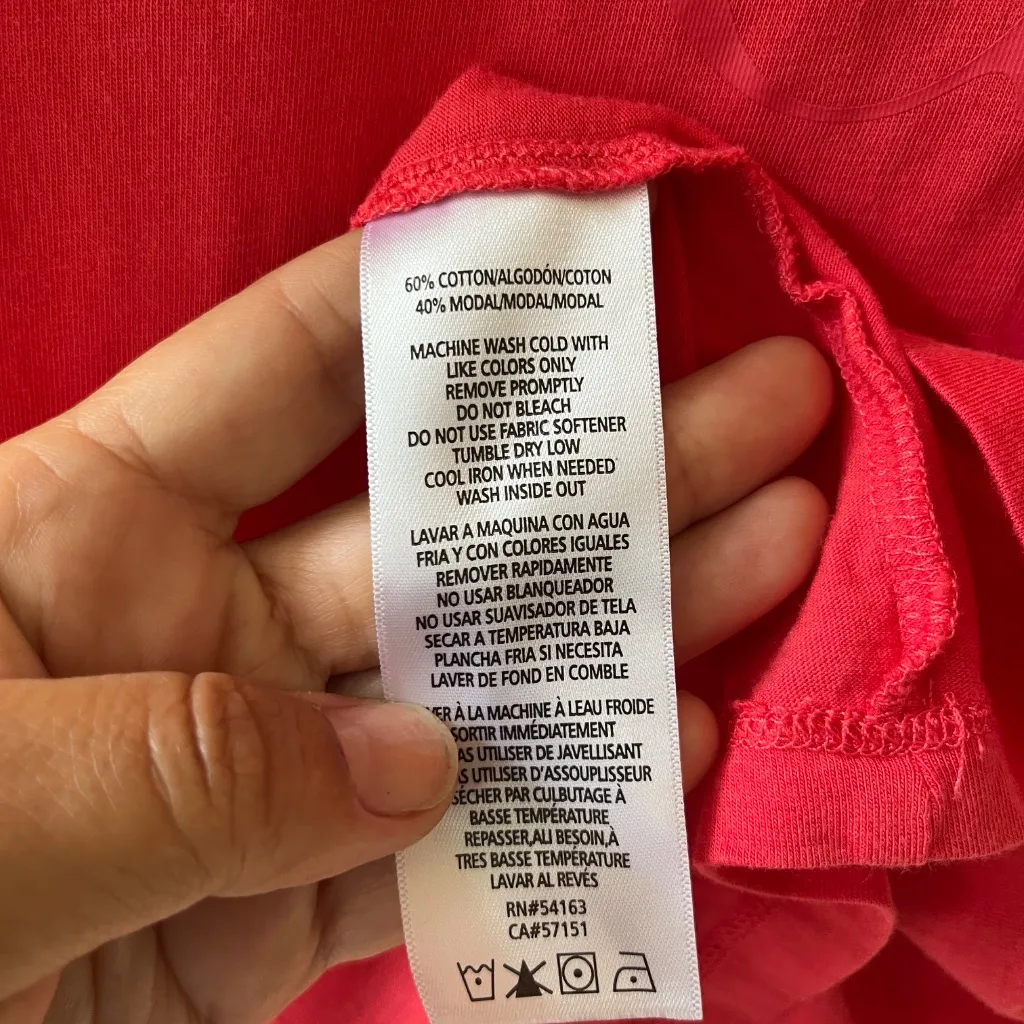 60% COTTON/ALGODÓN/COTON
40% MODAL/MODAL/MODAL
MACHINE WASH COLD WITH
LIKE COLORS ONLY
REMOVE PROMPTLY
DO NOT BLEACH
DO NOT USE FABRIC SOFTENER
TUMBLE DRY LOW
COOL IRON WHEN NEEDED
WASH INSIDE OUT
LAVAR A MAQUINA CON AGUA
FRIA Y CON COLORES IGUALES
REMOVER RAPIDAMENTE
NO USAR BLANQUEADOR
NO USAR SUAVISADOR DE TELA
SECAR A TEMPERATURA BAJA
PLANCHA FRIA SI NECESITA
LAVER DE FOND EN COMBLE
À LA MACHINE À LEAU FROIDE
SORTIR IMMÉDIATEMENT
UTILISER DE JAVELLISANT
UTILISER D'ASSOUPLISSEUR
SÉCHER PAR CULBUTAGE À
BASSE TEMPÉRATURE
REPASSER,ALI BESOIN,À
TRES BASSE TEMPÉRATURE
LAVAR AL REVÉS
RN#54163
CA#57151